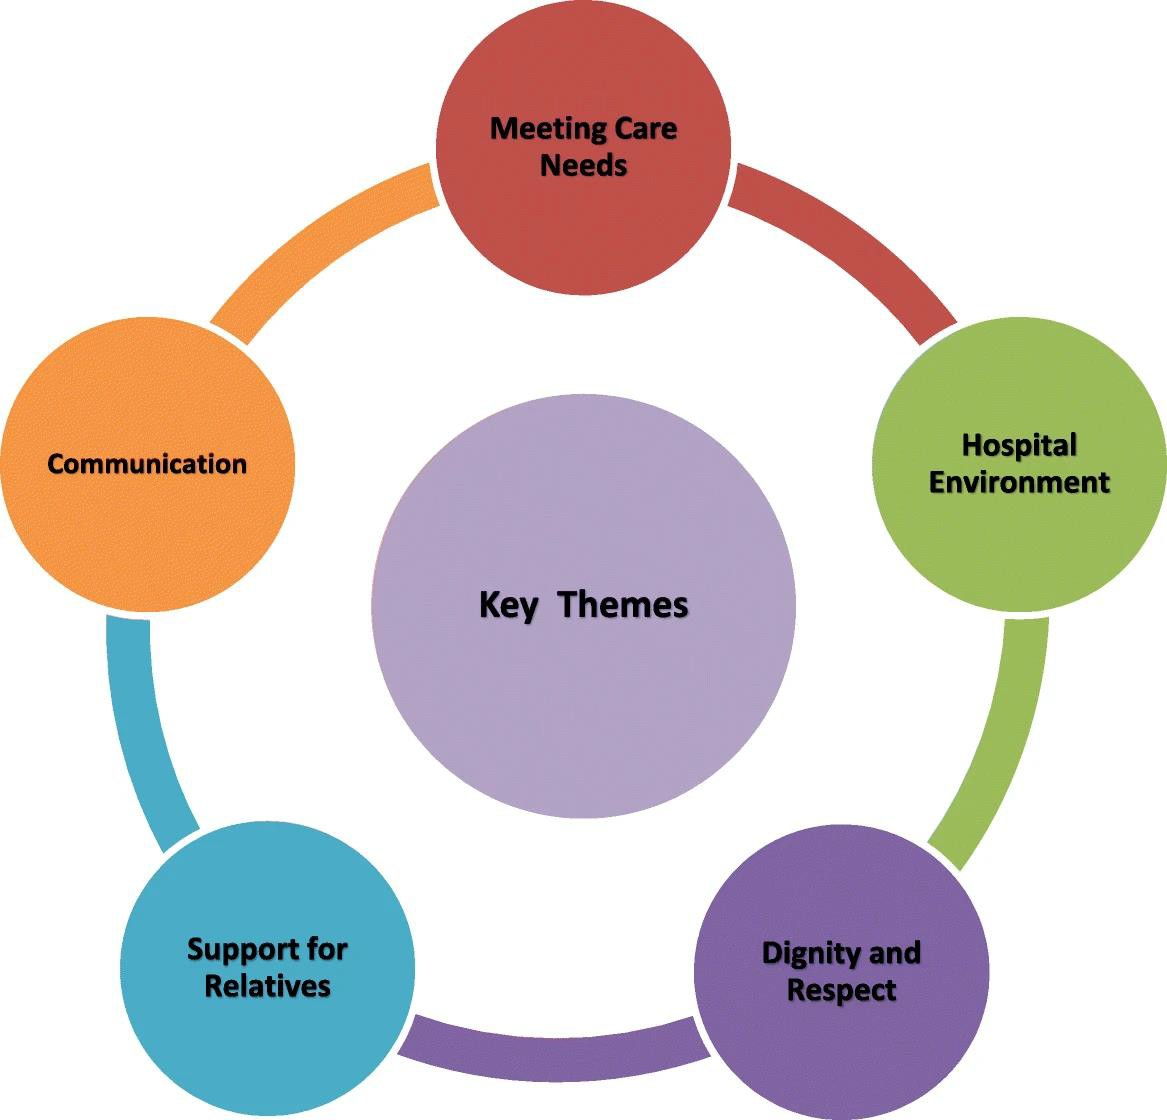 Meeting Care
Needs
Hospital
Environment
Communication
Key Themes
Support for
Relatives
Dignity and
Respect